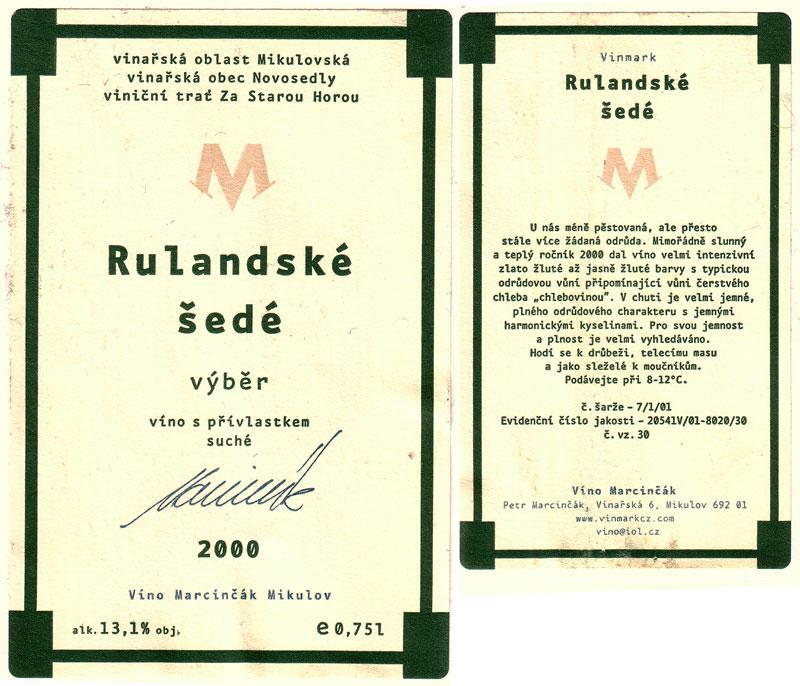 vinařská oblast Mikulovská
vinařská obec Novosedly
viniční trať Za Starou Horou
M
Rulandské
šedé
výběr
víno s přívlastkem
suché
2000
Víno Marcinčák Mikulov
alk.13,1% obj.
e 0,75l
Vinmark
Rulandské
šedé
M
U nás méně pěstovaná, ale přesto
stále více žádaná odrůda. Mimořádně slunný
a teplý ročník 2000 dal víno velmi intenzivní
zlato žluté až jasně žluté barvy s typickou
odrůdovou vůní připomínající vůni čerstvého
chleba „chlebovinou". V chuti je velmi jemné,
plného odrůdového charakteru s jemnými
harmonickými kyselinami. Pro svou jemnost
a plnost je velmi vyhledáváno.
Hodí se k drůbeži, telecímu masu
a jako sleželé k moučníkům.
Podávejte při 8-12°C.
č. šarže - 7/1/01
Evidenční číslo jakosti - 20541V/01-8020/30
č. vz. 30
Víno Marcinčák
Petr Marcinčák, Vinařská 6, Mikulov 692 01
www.vinmarkcz.com
vino@iol.cz